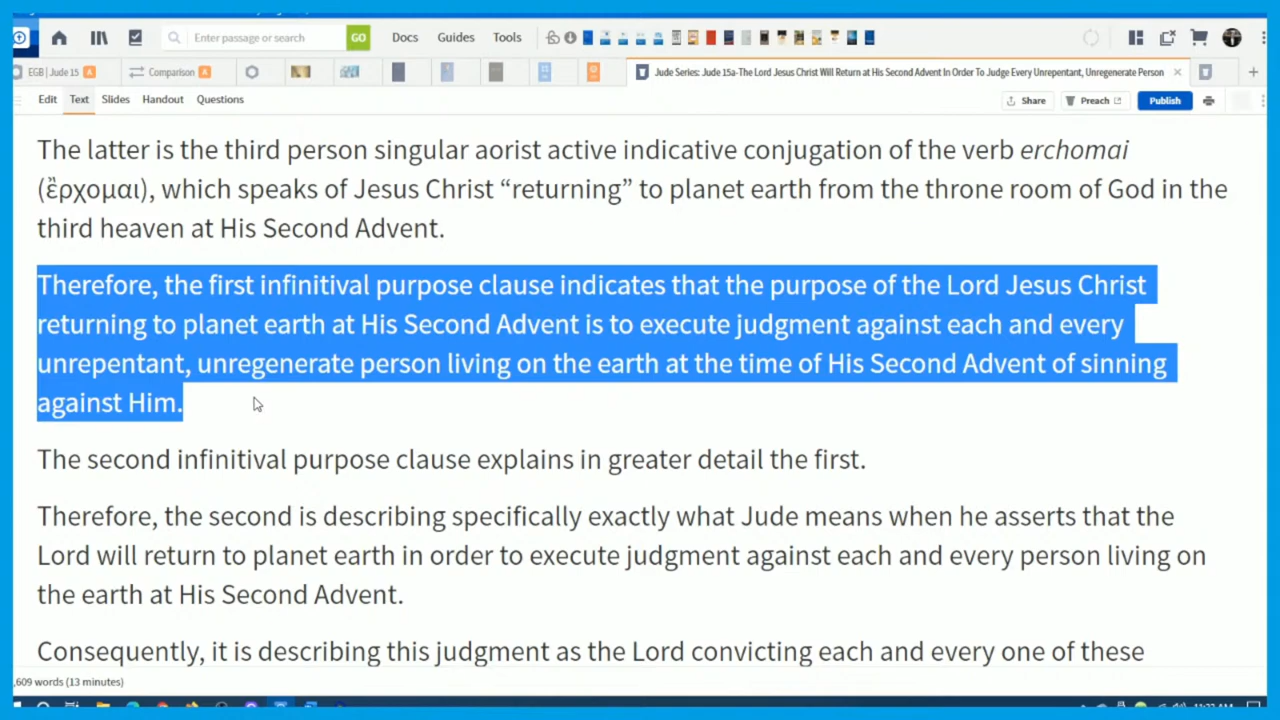 Enter passage or search
GO
Docs
Guides
Tools
EGB | Jude 15
A
Comparison
A
Jude Series: Jude 15a-The Lord Jesus Christ Will Return at His Second Advent In Order To Judge Every Unrepentant, Unregenerate Person
Edit
Text
Slides
Handout
Questions
Share
Preach
Publish
The latter is the third person singular aorist active indicative conjugation of the verb erchomai
(ἔρχομαι), which speaks of Jesus Christ “returning” to planet earth from the throne room of God in the
third heaven at His Second Advent.
Therefore, the first infinitival purpose clause indicates that the purpose of the Lord Jesus Christ
returning to planet earth at His Second Advent is to execute judgment against each and every
unrepentant, unregenerate person living on the earth at the time of His Second Advent of sinning
against Him.
The second infinitival purpose clause explains in greater detail the first.
Therefore, the second is describing specifically exactly what Jude means when he asserts that the
Lord will return to planet earth in order to execute judgment against each and every person living on
the earth at His Second Advent.
Consequently, it is describing this judgment as the Lord convicting each and every one of these
,609 words (13 minutes)